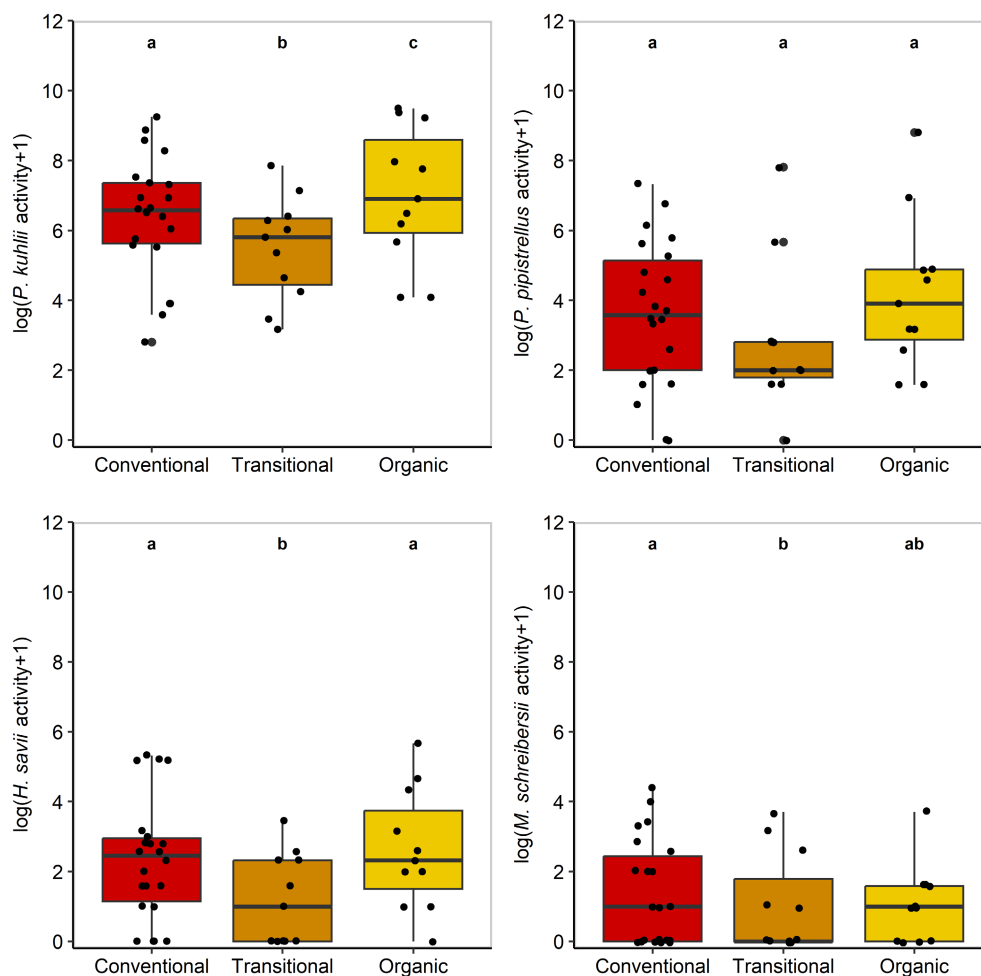 12
a b c
10
8
6
4
2
0
log(P. kuhlii activity+1)
Conventional Transitional Organic
12
a a a
10
8
6
4
2
0
log(P. pipistrellus activity+1)
Conventional Transitional Organic
12
a b a
10
8
6
4
2
0
log(H. savii activity+1)
Conventional Transitional Organic
12
a b ab
10
8
6
4
2
0
log(M. schreibersii activity+1)
Conventional Transitional Organic